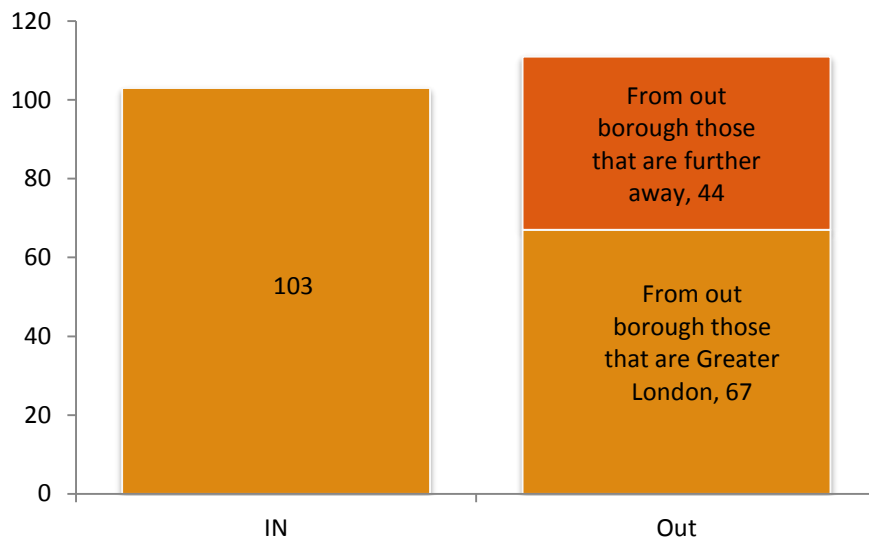 120
100
80
60
40
20
0
103
From out
borough those
that are further
away, 44
From out
borough those
that are Greater
London, 67
IN
Out